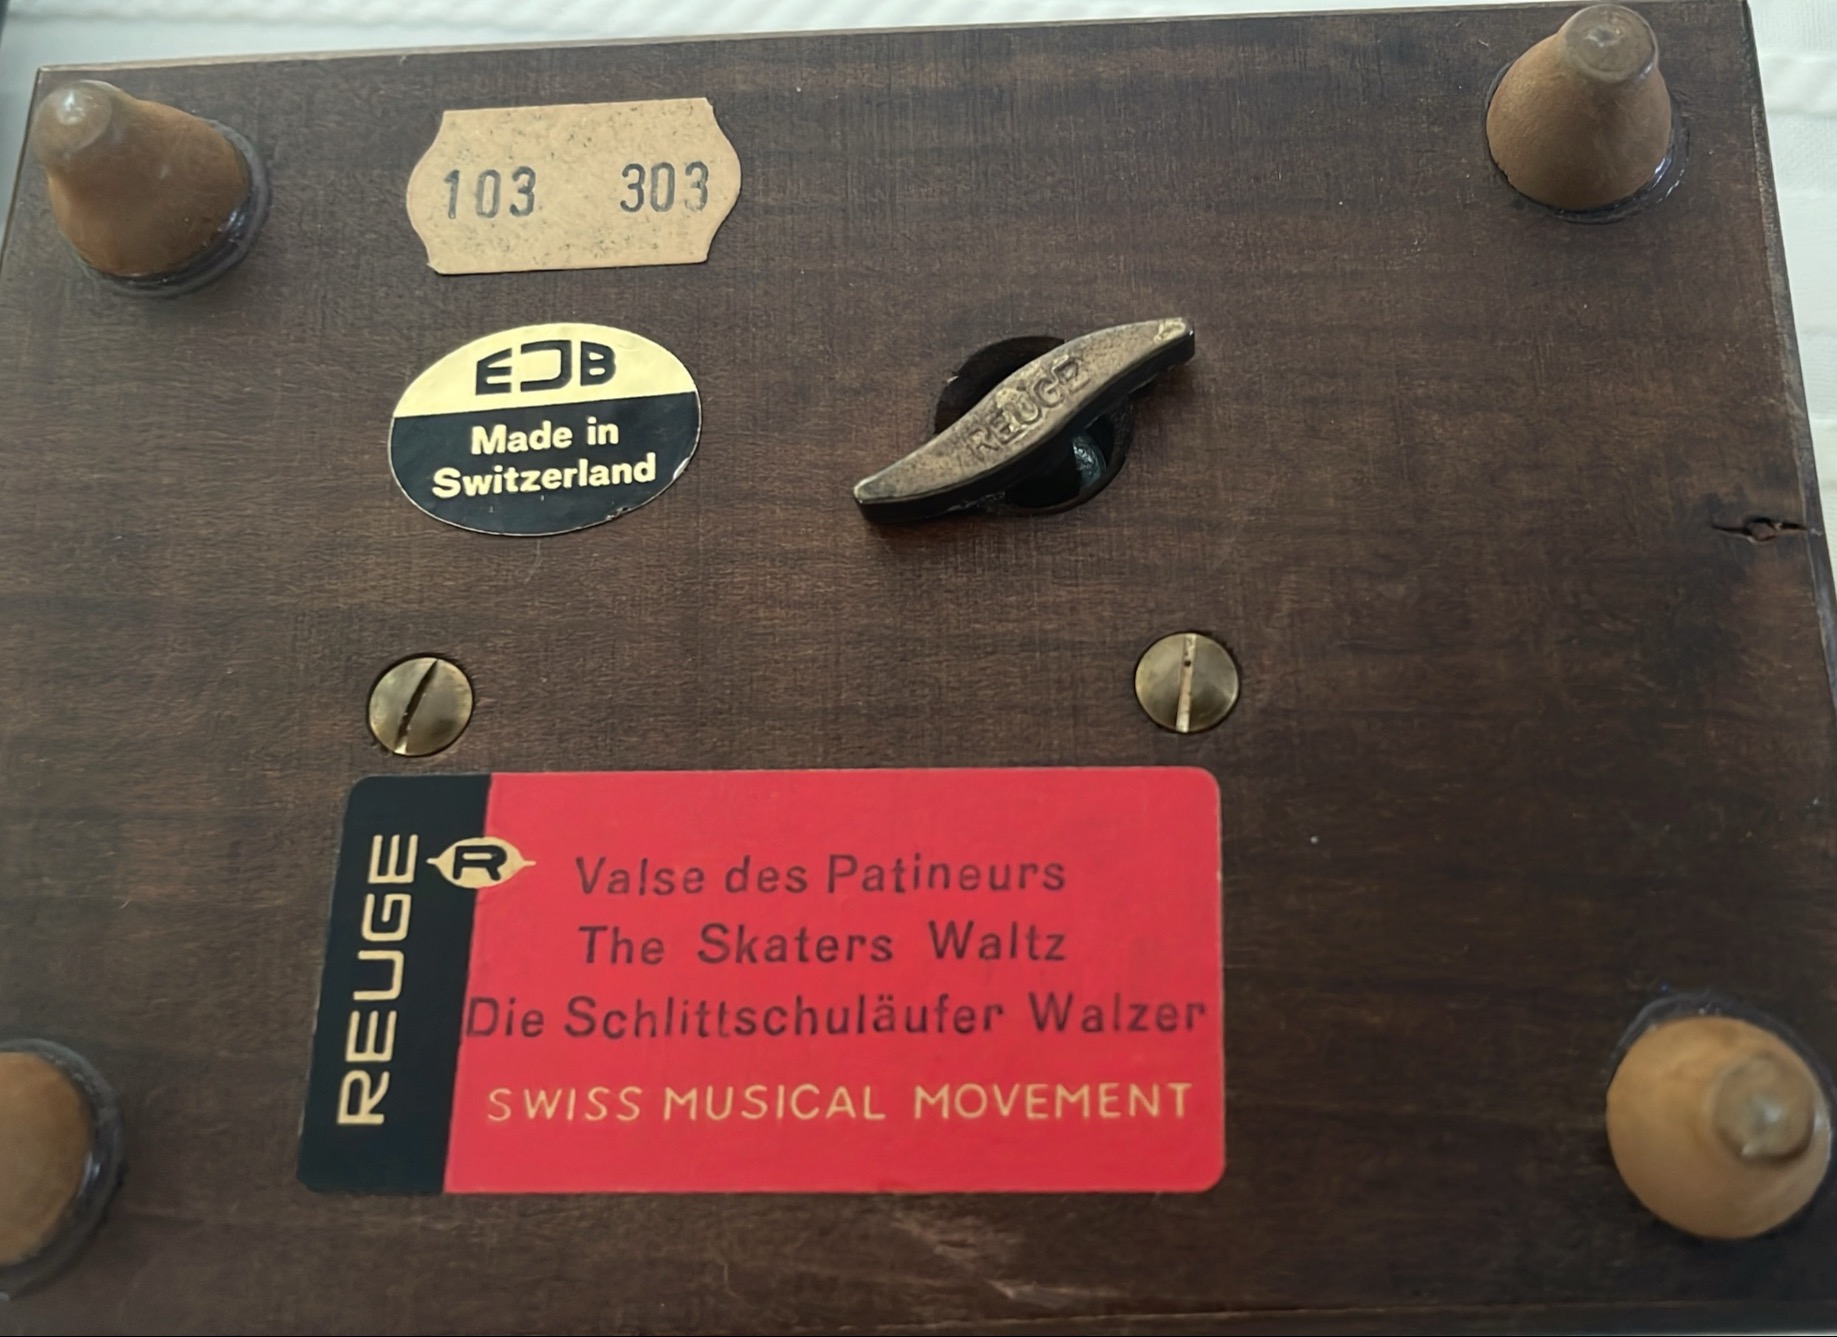 103 303
EJB
Made in
Switzerland
REUGE
REUGE
R
Valse des Patineurs
The Skaters Waltz
Die Schlittschuläufer Walzer
SWISS MUSICAL MOVEMENT